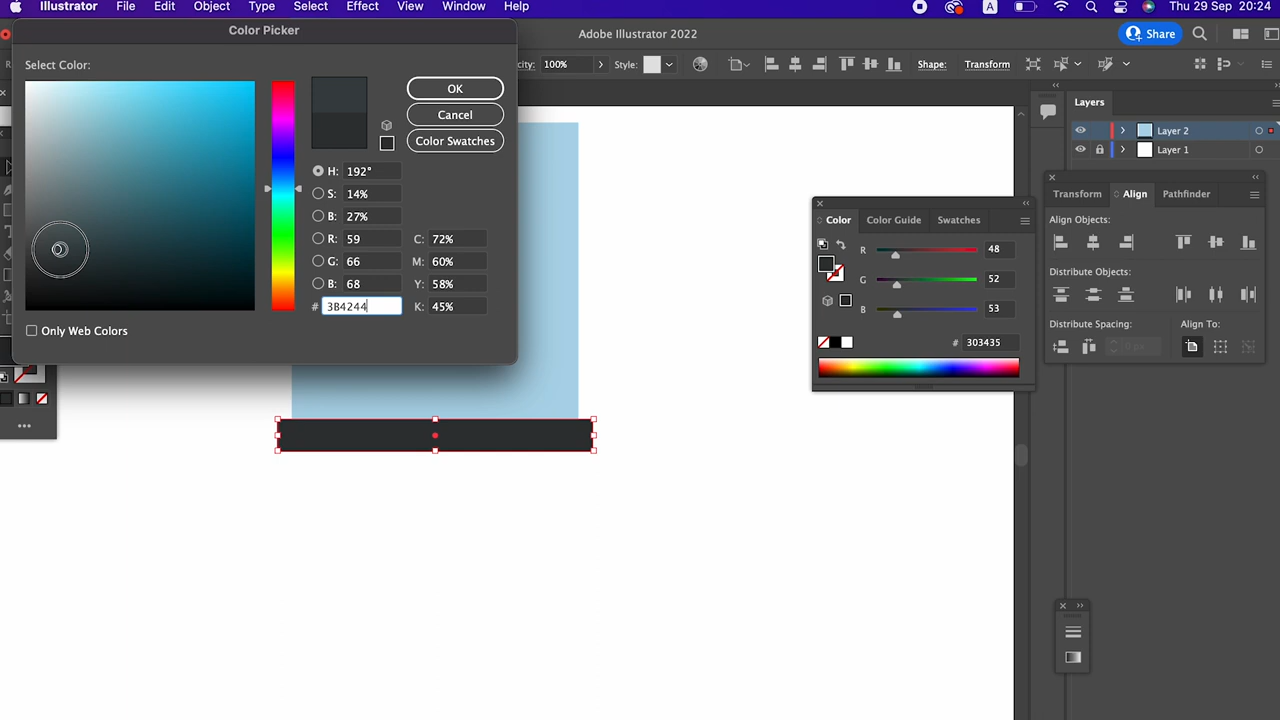 Illustrator File Edit Object Type Select Effect View Window Help A Thu 29 Sep 20:24
Color Picker
Adobe Illustrator 2022
Share
Select Color:
OK
Cancel
Color Swatches
H: 192°
S: 14%
B: 27%
R: 59 C: 72%
G: 66 M: 60%
B: 68 Y: 58%
# 3B4244 K: 45%
Only Web Colors
100% Style: Shape: Transform
Layers
Layer 2
Layer 1
Transform Align Pathfinder
Align Objects:
Distribute Objects:
Distribute Spacing: Align To:
0 px
Color Color Guide Swatches
R 48
G 52
B 53
# 303435